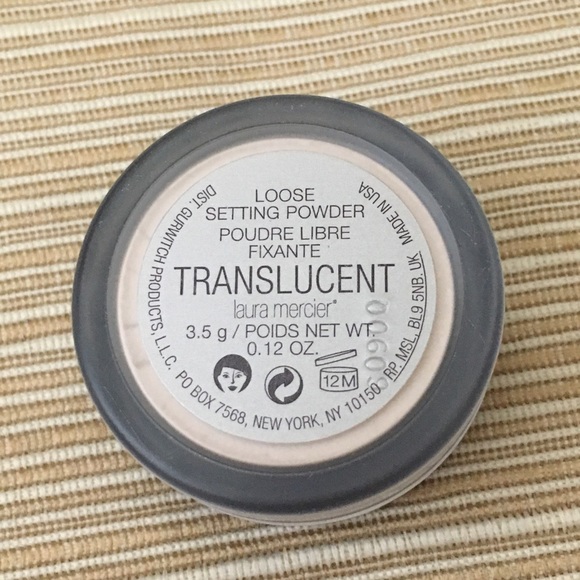 LOOSE
SETTING POWDER
POUDRE LIBRE
FIXANTE
TRANSLUCENT
laura mercier®
3.5 g / POIDS NET WT.
0.12 OZ.
12 M
DIST. GURWITCH PRODUCTS, L.L.C. PO BOX 7568, NEW YORK, NY 10150 RP. MSL, BL9 5NB. UK MADE IN USA